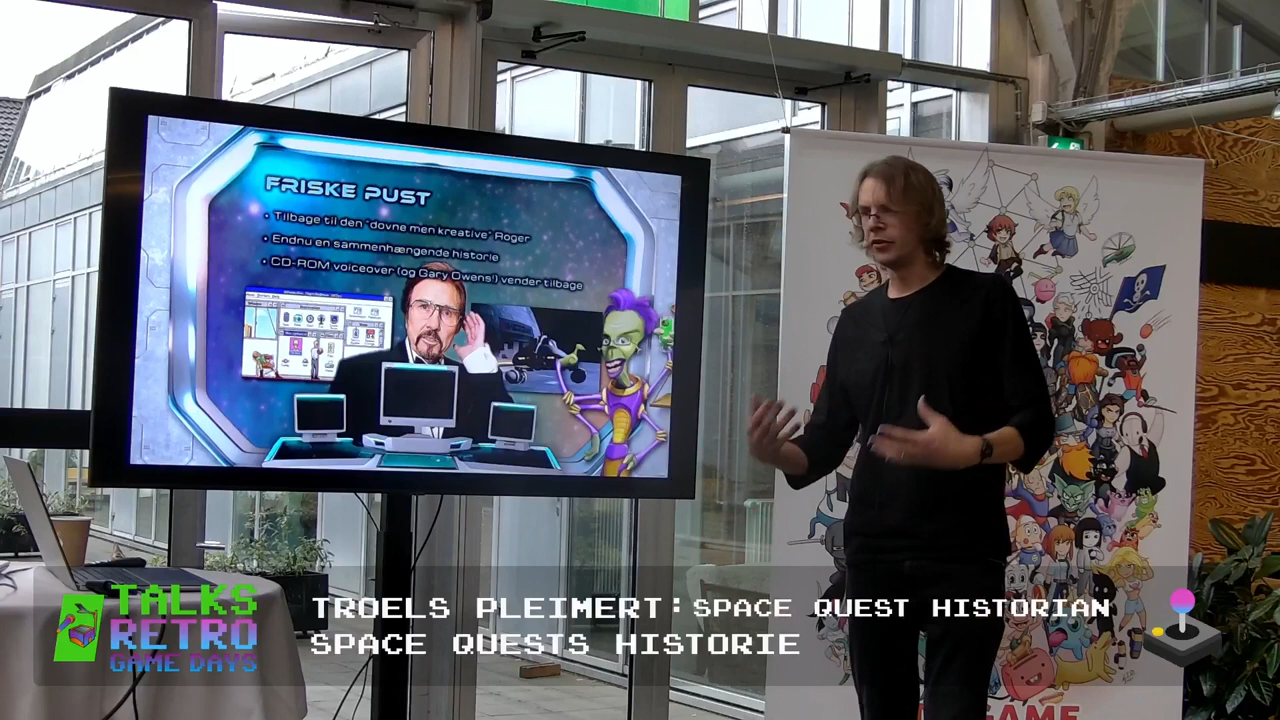 FRISKE PUST
• Tilbage til den "dovne men kreative" Roger
• Endnu en sammenhængende historie
• CD-ROM voiceover (og Gary Owens!) vender tilbage
TALKS
RETRO
GAME DAYS
TROELS PLEIMERT: SPACE QUEST HISTORIAN
SPACE QUESTS HISTORIE
GAME